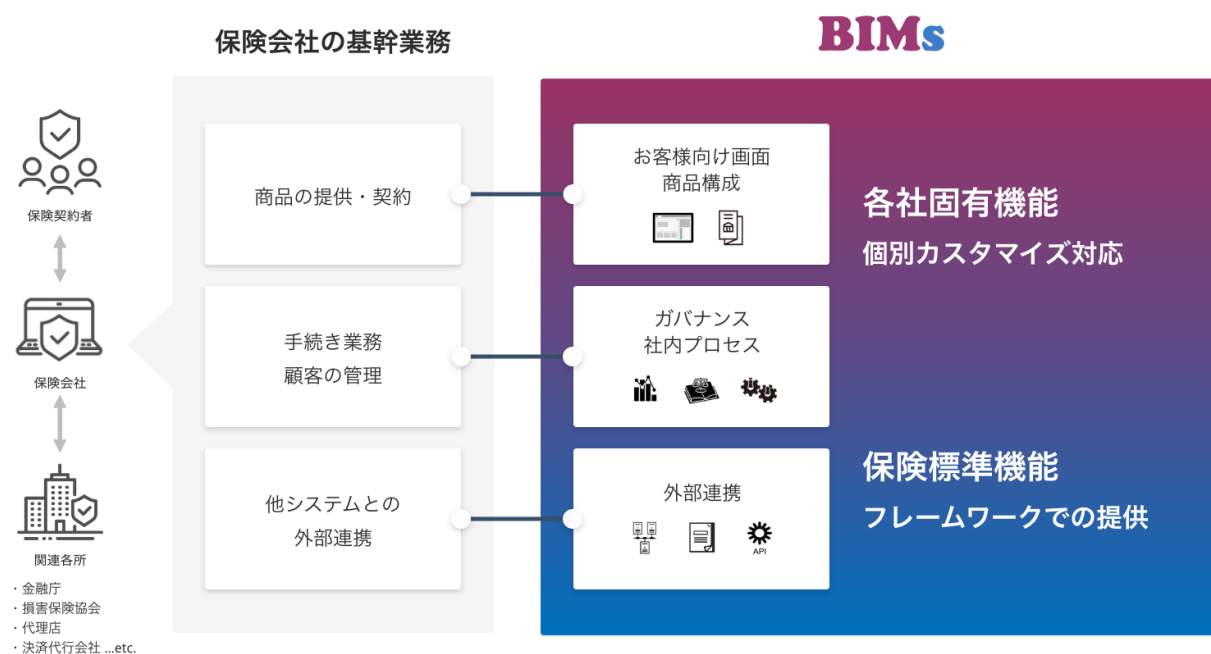 保険会社の基幹業務
BIMs
保険契約者
保険会社
関連各所
・金融庁
・損害保険協会
・代理店
・決済代行会社 ...etc.
商品の提供・契約
手続き業務
顧客の管理
他システムとの
外部連携
お客様向け画面
商品構成
ガバナンス
社内プロセス
外部連携
API
各社固有機能
個別カスタマイズ対応
保険標準機能
フレームワークでの提供